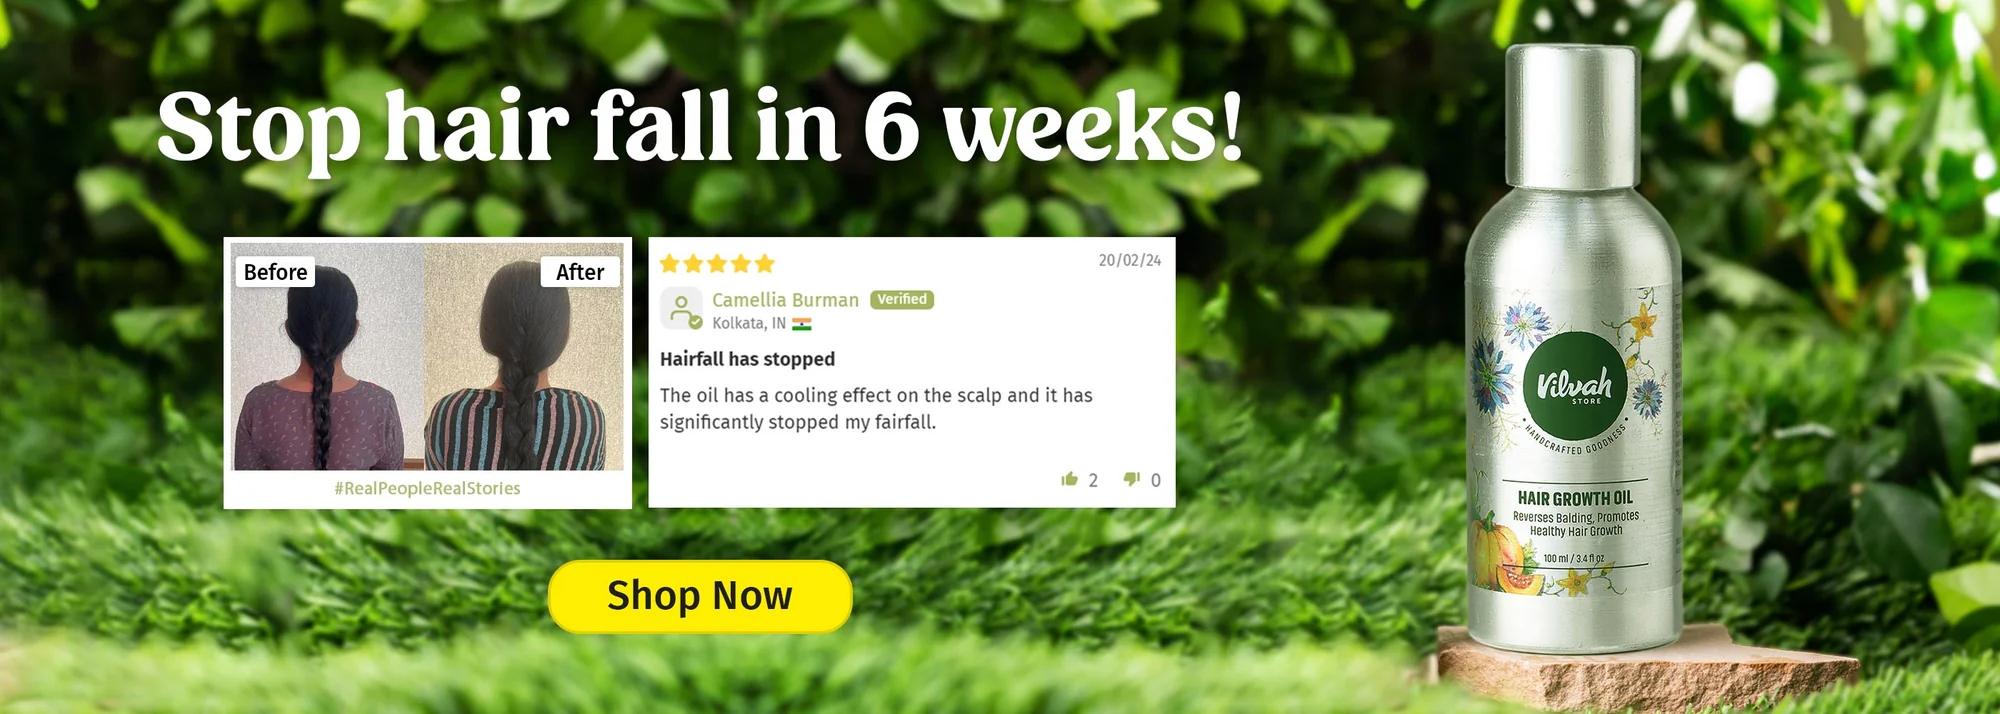 Stop hair fall in 6 weeks!
Before
After
#RealPeopleRealStories
20/02/24
Camellia Burman Verified
Kolkata, IN
Hairfall has stopped
The oil has a cooling effect on the scalp and it has
significantly stopped my fairfall.
2 0
Shop Now
Vilvah
STORE
• HANDCRAFTED GOODNESS •
HAIR GROWTH OIL
Reverses Balding, Promotes
Healthy Hair Growth
100 ml / 3.4 fl oz